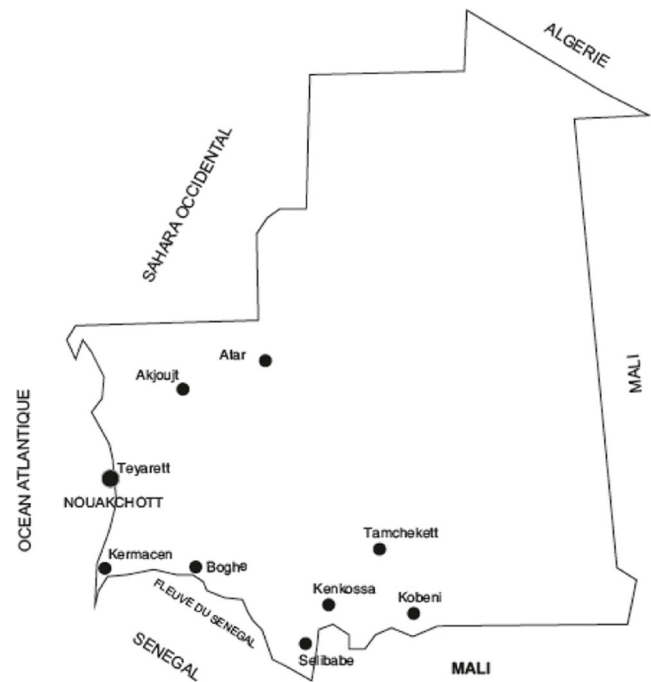 ALGERIE
SAHARA OCCIDENTAL
Atar
Akjoujt
MALI
OCEAN ATLANTIQUE
Teyarett
NOUAKCHOTT
Tamchekett
Kermacen
Boghe
Kenkossa
Kobeni
FLEUVE DU SENEGAL
SENEGAL
Selibabe
MALI